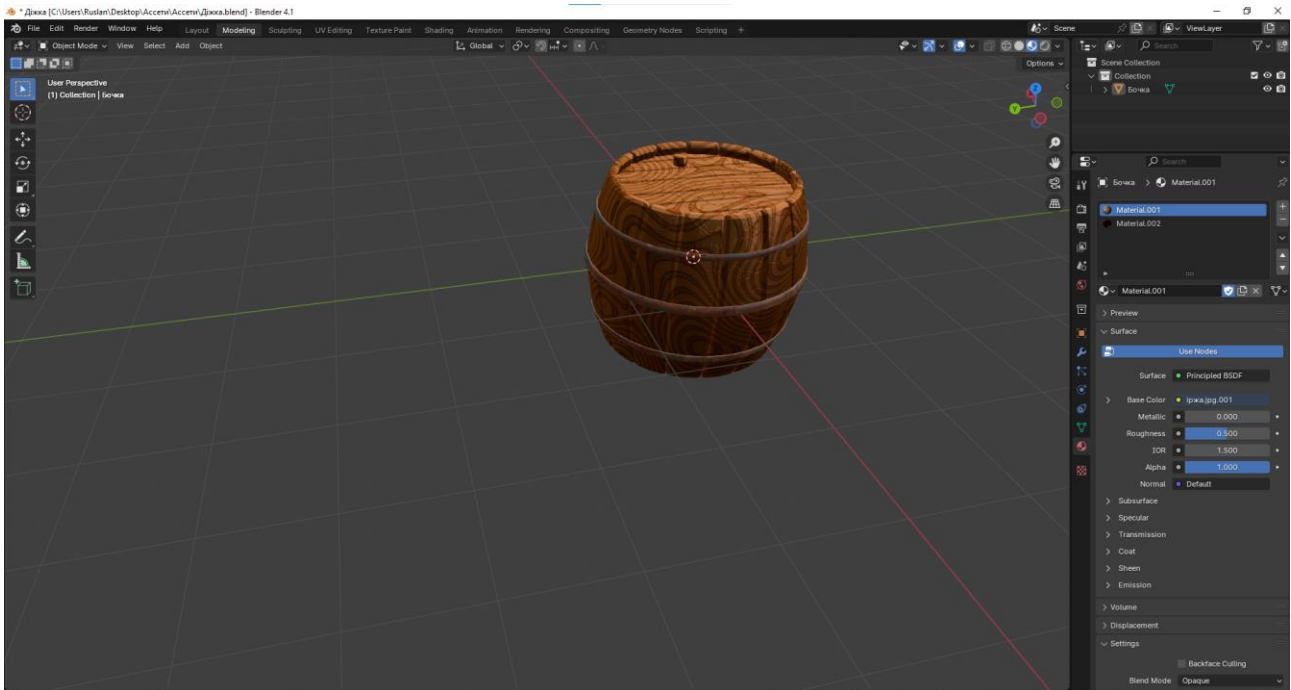 * Діжка [C:\Users\Ruslan\Desktop\Ассети\Ассети\Діжка.blend] - Blender 4.1
File Edit Render Window Help Layout Modeling Sculpting UV Editing Texture Paint Shading Animation Rendering Compositing Geometry Nodes Scripting + Scene ViewLayer
Object Mode View Select Add Object Global Search
Options
User Perspective
(1) Collection | Бочка
Scene Collection
Collection
Бочка
Z
Y
Search
Бочка > Material.001
Material.001
Material.002
Material.001
Preview
Surface
Use Nodes
Surface Principled BSDF
Base Color іржа.jpg.001
Metallic 0.000
Roughness 0.500
IOR 1.500
Alpha 1.000
Normal Default
Subsurface
Specular
Transmission
Coat
Sheen
Emission
Volume
Displacement
Settings
Backface Culling
Blend Mode Opaque